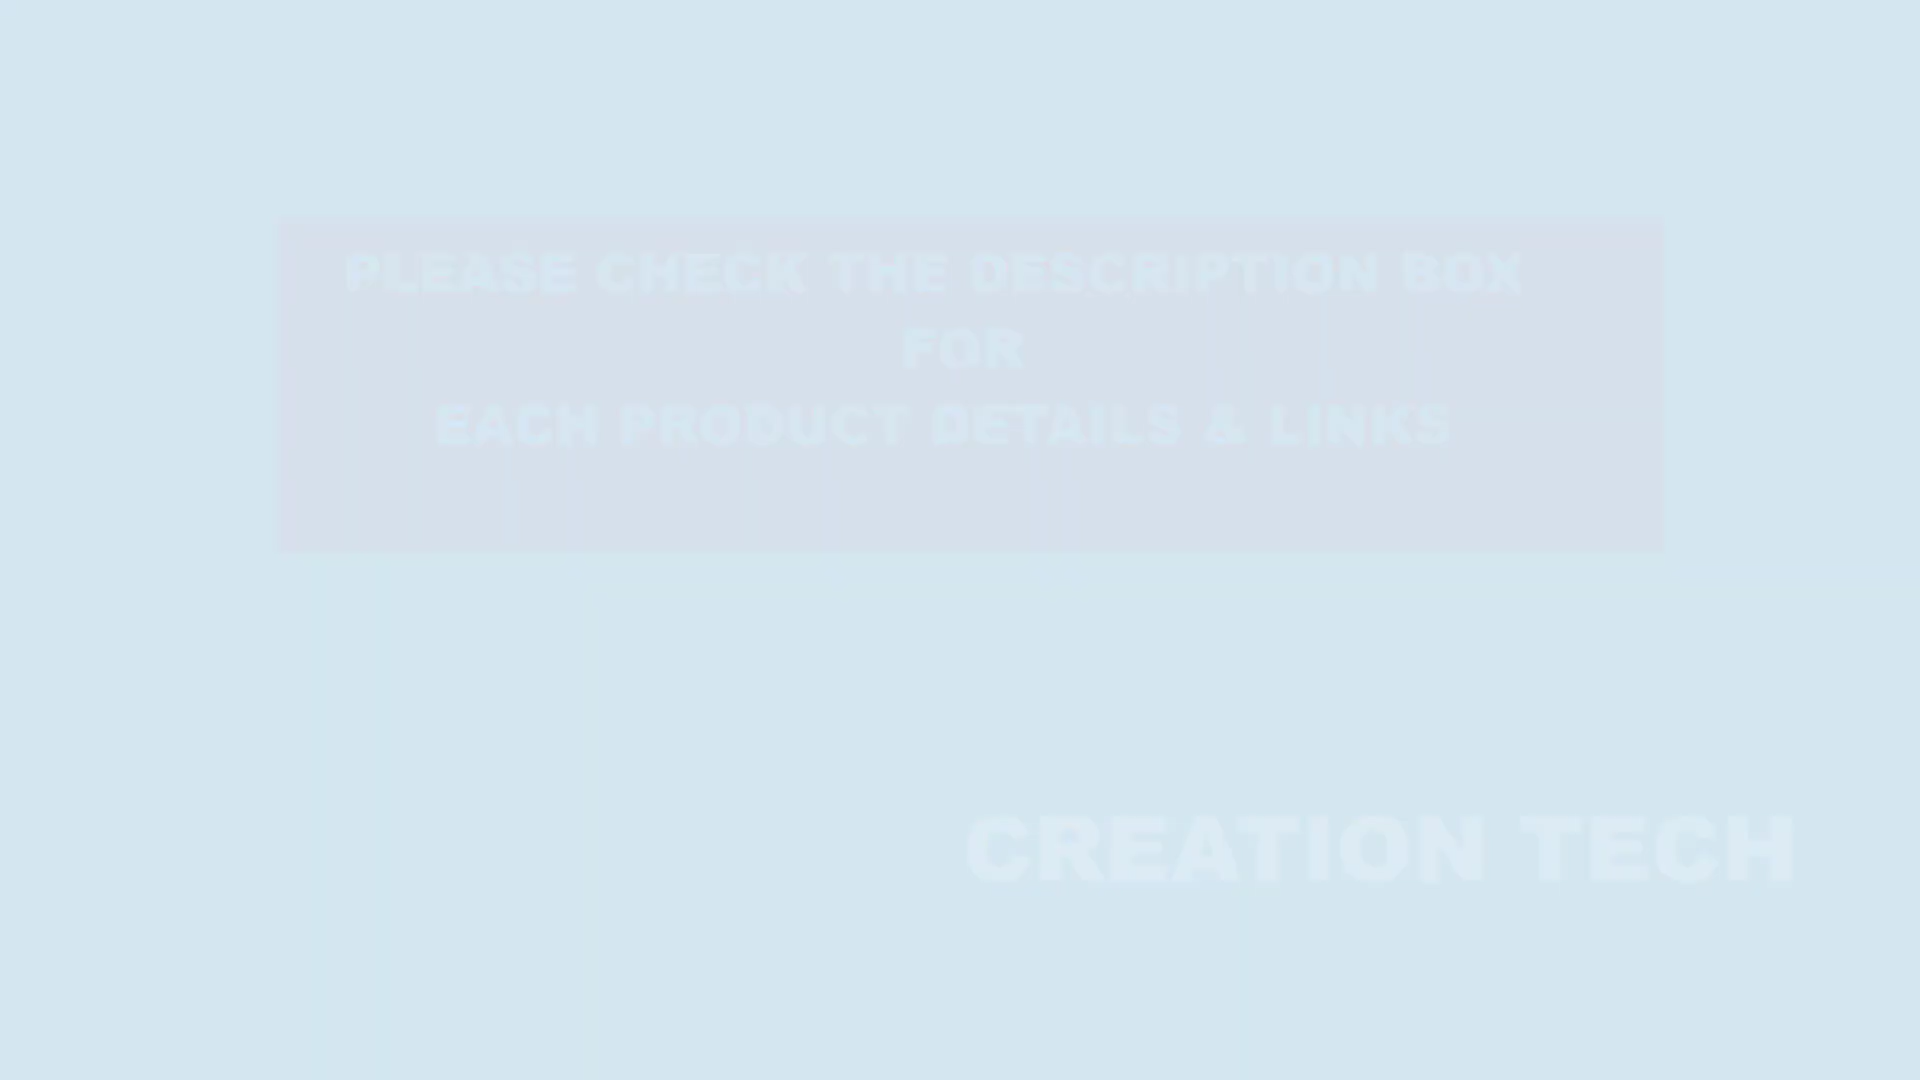 PLEASE CHECK THE DESCRIPTION BOX
FOR
EACH PRODUCT DETAILS & LINKS
CREATION TECH